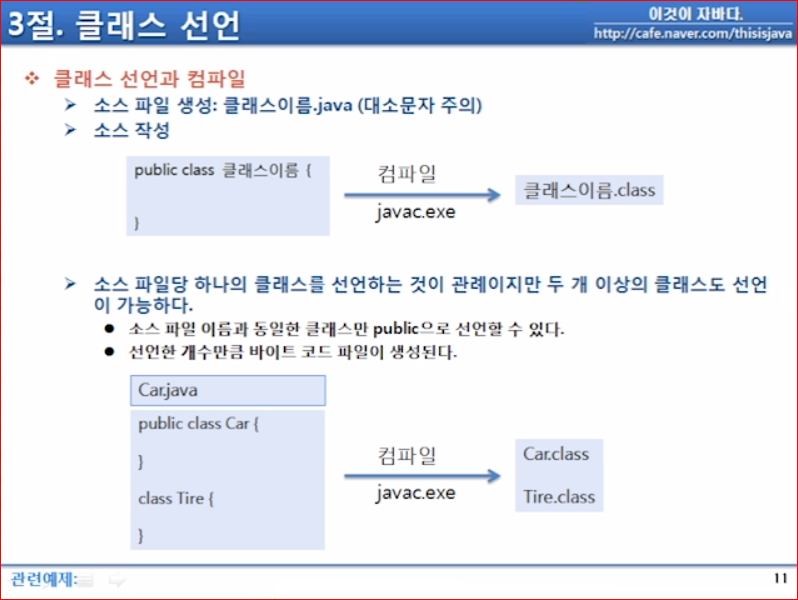 3절. 클래스 선언
이것이 자바다.
http://cafe.naver.com/thisisjava
클래스 선언과 컴파일
소스 파일 생성: 클래스이름.java (대소문자 주의)
소스 작성
public class 클래스이름 {
}
컴파일
javac.exe
클래스이름.class
소스 파일당 하나의 클래스를 선언하는 것이 관례이지만 두 개 이상의 클래스도 선언
이 가능하다.
소스 파일 이름과 동일한 클래스만 public으로 선언할 수 있다.
선언한 개수만큼 바이트 코드 파일이 생성된다.
Car.java
public class Car {
}
class Tire {
}
컴파일
javac.exe
Car.class
Tire.class
관련예제:
11